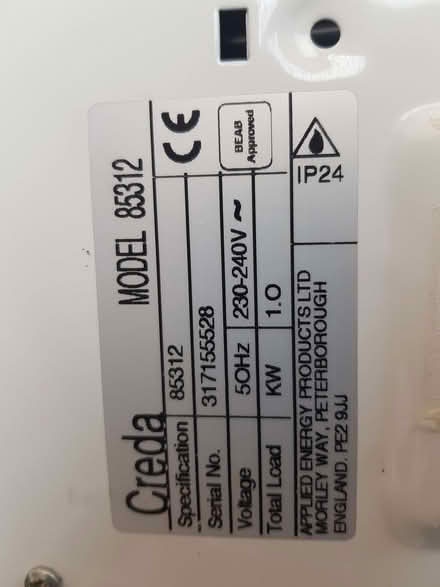 Creda MODEL 85312
Specification 85312
Serial No. 317155528
Voltage 50Hz 230-240V ~
Total Load KW 1.0
CE
BEAB
Approved
IP24
APPLIED ENERGY PRODUCTS LTD
MORLEY WAY, PETERBOROUGH
ENGLAND. PE2 9JJ